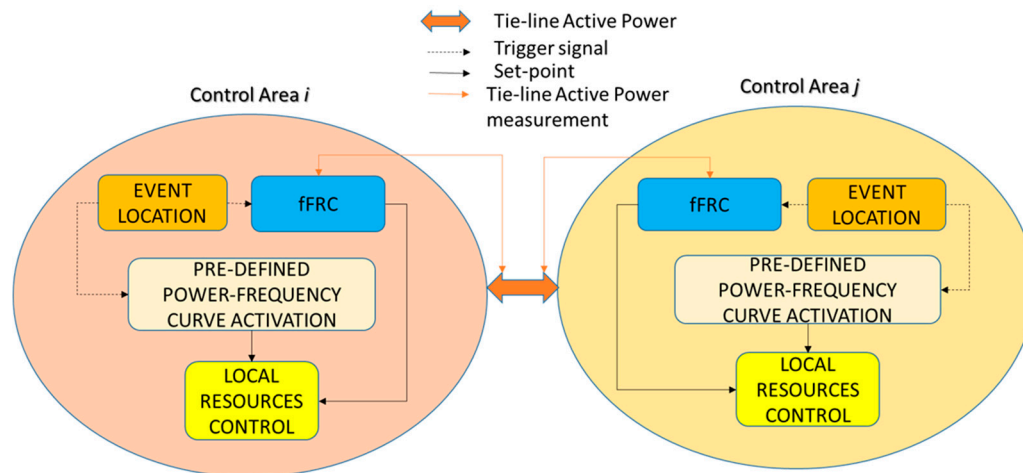 Tie-line Active Power
Trigger signal
Set-point
Tie-line Active Power
measurement
Control Area i
Control Area j
EVENT
LOCATION
fFRC
PRE-DEFINED
POWER-FREQUENCY
CURVE ACTIVATION
LOCAL
RESOURCES
CONTROL
fFRC
EVENT
LOCATION
PRE-DEFINED
POWER-FREQUENCY
CURVE ACTIVATION
LOCAL
RESOURCES
CONTROL